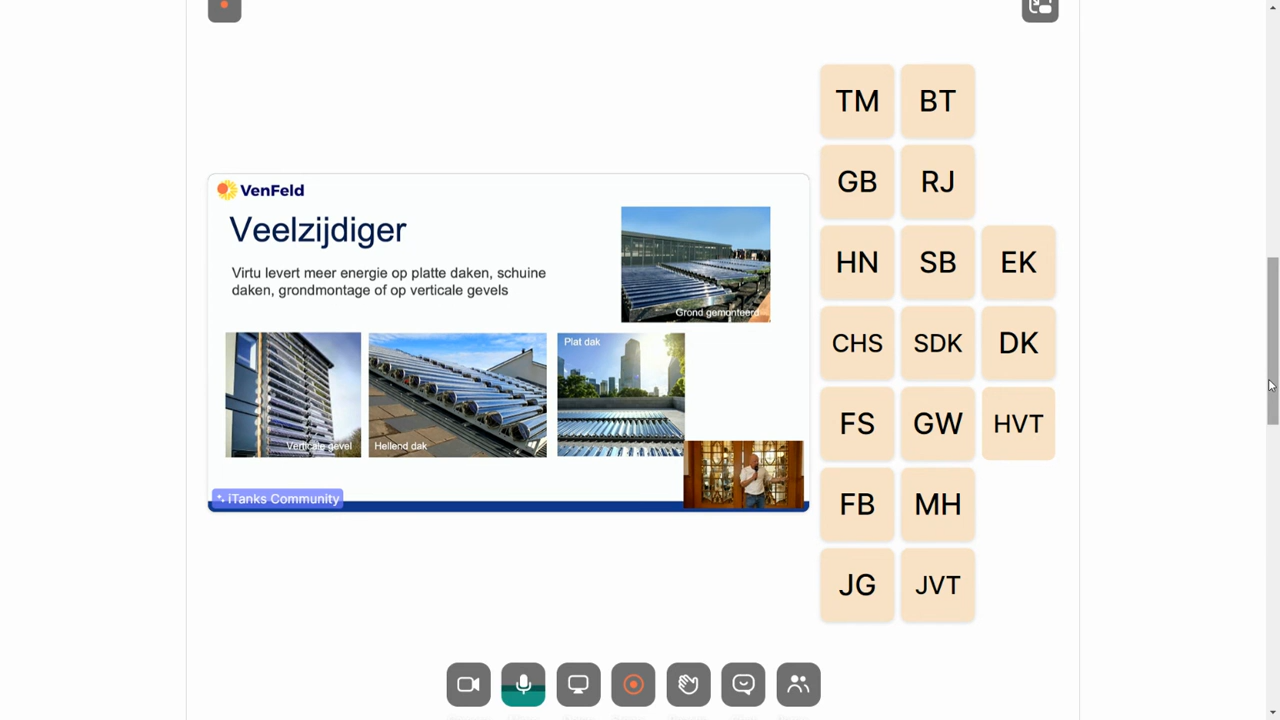 VenFeld
Veelzijdiger
Virtu levert meer energie op platte daken, schuine
daken, grondmontage of op verticale gevels
Grond gemonteerd
Verticale gevel
Hellend dak
Plat dak
iTanks Community
TM BT
GB RJ
HN SB EK
CHS SDK DK
FS GW HVT
FB MH
JG JVT